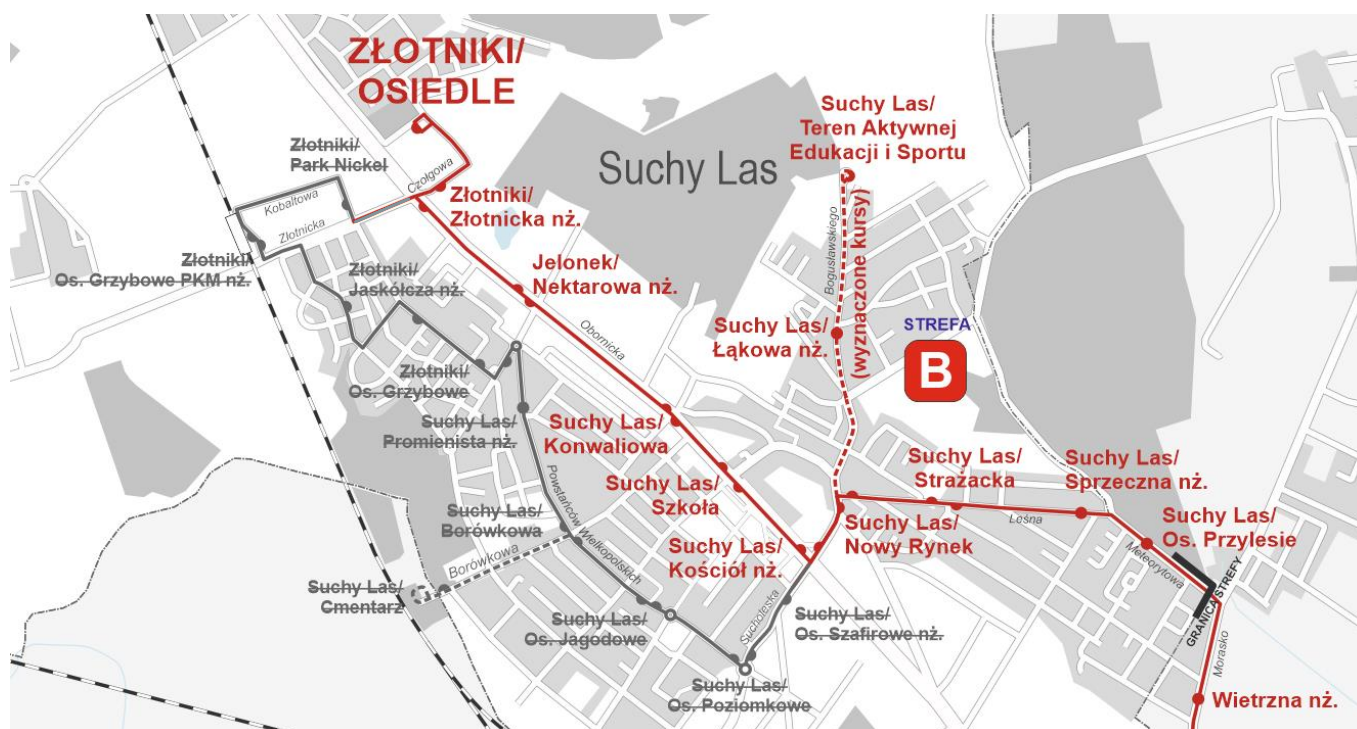 ZŁOTNIKI/
OSIEDLE
Suchy Las/
Teren Aktywnej
Edukacji i Sportu
Suchy Las
Złotniki/
Park Nickel
Czołgowa
Kobaltowa
Złotnicka
Złotniki/
Złotnicka nż.
(wyznaczone kursy)
Bogusławskiego
Złotniki/
Os. Grzybowe PKM nż.
Złotniki/
Jaskółcza nż.
Jelonek/
Nektarowa nż.
Obornicka
Suchy Las/
Łąkowa nż.
STREFA
B
Złotniki/
Os. Grzybowe
Suchy Las/
Promienista nż.
Suchy Las/
Konwaliowa
Suchy Las/
Strażacka
Suchy Las/
Sprzeczna nż.
Suchy Las/
Szkoła
Powstańców Wielkopolskich
Suchy Las/
Borówkowa
Leśna
Suchy Las/
Nowy Rynek
Suchy Las/
Os. Przylesie
Suchy Las/
Kościół nż.
Borówkowa
Meteorytowa
GRANICA STREFY
Suchy Las/
Cmentarz
Sucholeska
Suchy Las/
Os. Jagodowe
Suchy Las/
Os. Szafirowe nż.
Morasko
Suchy Las/
Os. Poziomkowe
Wietrzna nż.